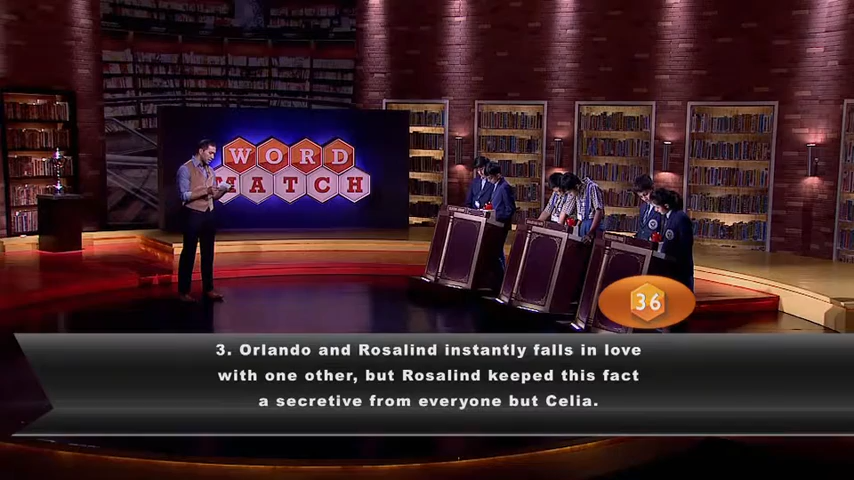 WORD
MATCH
36
3. Orlando and Rosalind instantly falls in love
with one other, but Rosalind keeped this fact
a secretive from everyone but Celia.